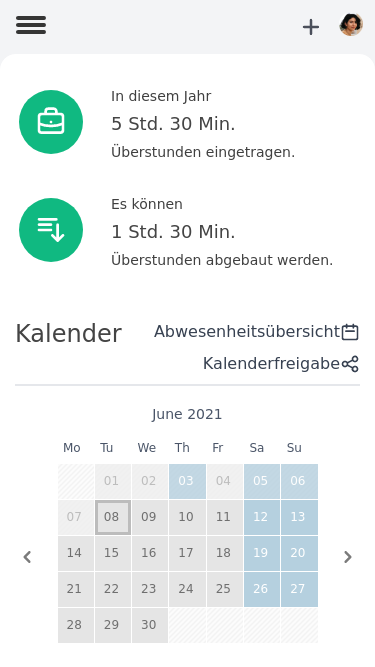 In diesem Jahr
5 Std. 30 Min.
Überstunden eingetragen.
Es können
1 Std. 30 Min.
Überstunden abgebaut werden.
Kalender
Abwesenheitsübersicht
Kalenderfreigabe
June 2021
Mo Tu We Th Fr Sa Su
01 02 03 04 05 06
07 08 09 10 11 12 13
14 15 16 17 18 19 20
21 22 23 24 25 26 27
28 29 30